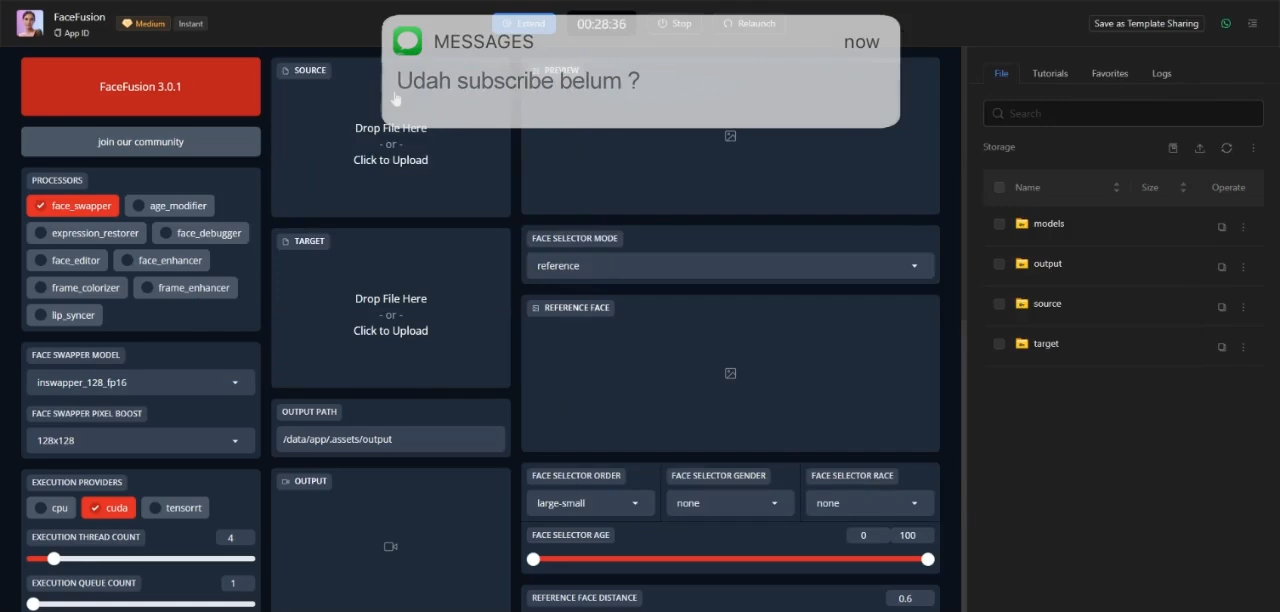 FaceFusion
App ID
Medium
Instant
Extend
00:28:36
Stop
Relaunch
Save as Template Sharing
MESSAGES
now
Udah subscribe belum ?
FaceFusion 3.0.1
join our community
PROCESSORS
face_swapper
age_modifier
expression_restorer
face_debugger
face_editor
face_enhancer
frame_colorizer
frame_enhancer
lip_syncer
FACE SWAPPER MODEL
inswapper_128_fp16
FACE SWAPPER PIXEL BOOST
128x128
EXECUTION PROVIDERS
cpu
cuda
tensorrt
EXECUTION THREAD COUNT
4
EXECUTION QUEUE COUNT
1
SOURCE
Drop File Here
- or -
Click to Upload
TARGET
Drop File Here
- or -
Click to Upload
OUTPUT PATH
/data/app/.assets/output
OUTPUT
PREVIEW
FACE SELECTOR MODE
reference
REFERENCE FACE
FACE SELECTOR ORDER
large-small
FACE SELECTOR GENDER
none
FACE SELECTOR RACE
none
FACE SELECTOR AGE
0
100
REFERENCE FACE DISTANCE
0.6
File
Tutorials
Favorites
Logs
Search
Storage
Name
Size
Operate
models
output
source
target